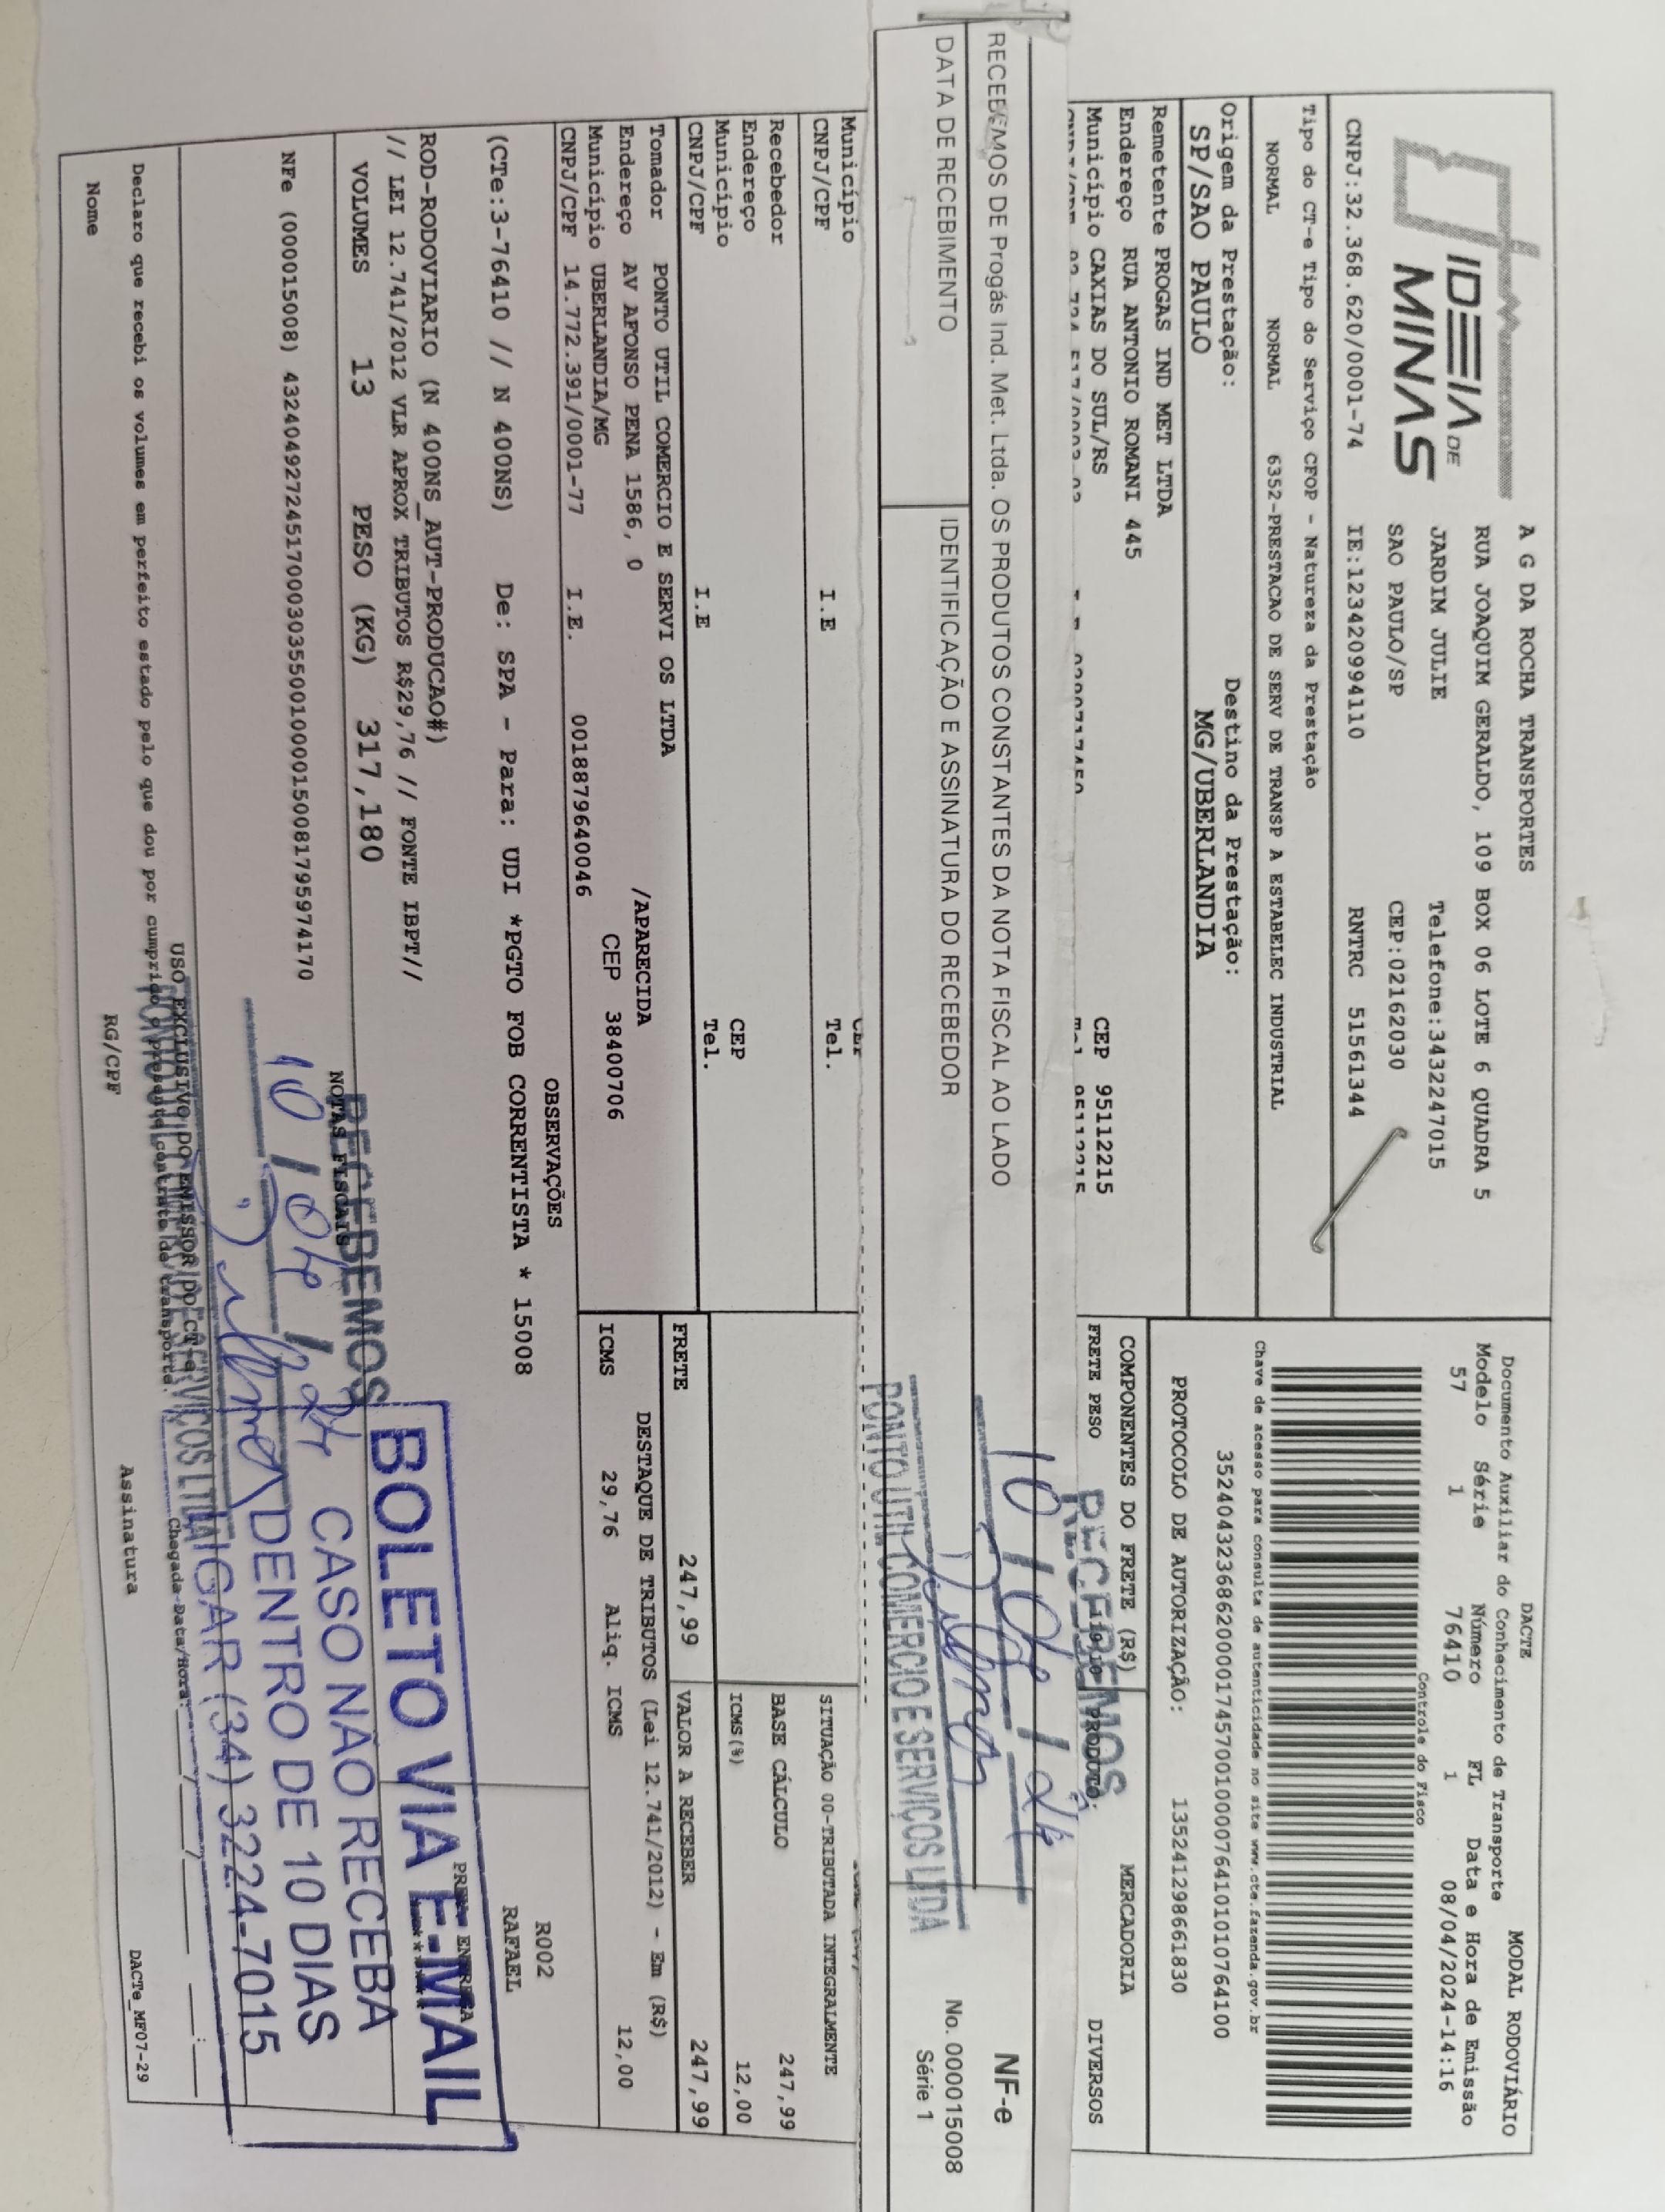 IDEIA DE MINAS
A G DA ROCHA TRANSPORTES
RUA JOAQUIM GERALDO, 109 BOX 06 LOTE 6 QUADRA 5
JARDIM JULIE Telefone:3432247015
SAO PAULO/SP CEP:02162030
CNPJ:32.368.620/0001-74 IE:123420994110 RNTRC 51561344
DACTE MODAL RODOVIÁRIO
Documento Auxiliar do Conhecimento de Transporte
Modelo Série Número FL Data e Hora de Emissão
57 1 76410 1 08/04/2024-14:16
Controle do Fisco
Tipo do CT-e Tipo do Serviço CFOP - Natureza da Prestação
NORMAL NORMAL 6352-PRESTACAO DE SERV DE TRANSP A ESTABELEC INDUSTRIAL
Chave de acesso para consulta de autenticidade no site www.cte.fazenda.gov.br
35240432368620000174570010000764101010764100
Origem da Prestação: Destino da Prestação:
SP/SAO PAULO MG/UBERLANDIA
PROTOCOLO DE AUTORIZAÇÃO: 135241298661830
Remetente PROGAS IND MET LTDA
Endereço RUA ANTONIO ROMANI 445
Município CAXIAS DO SUL/RS CEP 95112215
COMPONENTES DO FRETE (R$) MERCADORIA
FRETE PESO PRODUTO: DIVERSOS
RECEBEMOS
RECEBEMOS DE Progás Ind. Met. Ltda. OS PRODUTOS CONSTANTES DA NOTA FISCAL AO LADO
DATA DE RECEBIMENTO
IDENTIFICAÇÃO E ASSINATURA DO RECEBEDOR
10/04/24
PONTO UTIL COMERCIO E SERVIÇOS LTDA
NF-e
No. 000015008
Série 1
Município
CNPJ/CPF I.E Tel.
Recebedor
Endereço
Município CEP
CNPJ/CPF I.E Tel.
SITUAÇÃO 00-TRIBUTADA INTEGRALMENTE
BASE CÁLCULO 247,99
ICMS(%) 12,00
FRETE 247,99 VALOR A RECEBER 247,99
Tomador PONTO UTIL COMERCIO E SERVI OS LTDA
Endereço AV AFONSO PENA 1586, 0 /APARECIDA
Município UBERLANDIA/MG CEP 38400706
CNPJ/CPF 14.772.391/0001-77 I.E. 0018879640046
DESTAQUE DE TRIBUTOS (Lei 12.741/2012) - Em (R$)
ICMS 29,76 Aliq. ICMS 12,00
OBSERVAÇÕES
(CTe:3-76410 // N 400NS) De: SPA - Para: UDI *PGTO FOB CORRENTISTA * 15008
R002
RAFAEL
ROD-RODOVIARIO (N 400NS_AUT-PRODUCAO#)
// LEI 12.741/2012 VLR APROX TRIBUTOS R$29,76 // FONTE IBPT//
VOLUMES 13 PESO (KG) 317,180
NOTAS FISCAIS
NFe (000015008) 43240492724517000303550010000150081795974170
RECEBEMOS
10/04/24
PONTO UTIL COMERCIO E SERVIÇOS LTDA
BOLETO VIA E-MAIL
CASO NÃO RECEBA
DENTRO DE 10 DIAS
LIGAR (34) 3224-7015
USO EXCLUSIVO DO EMISSOR DO CT-e
Declaro que recebi os volumes em perfeito estado pelo que dou por cumprido o presente contrato de transporte.
Chegada-Data/Hora:
Nome RG/CPF Assinatura
DACTe_MF07-29